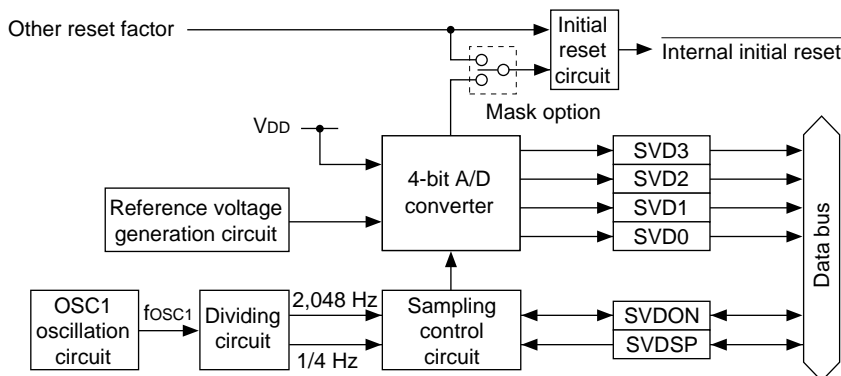 Other reset factor
Initial
reset
circuit
Internal initial reset
Mask option
VDD
4-bit A/D
converter
SVD3
SVD2
SVD1
SVD0
Reference voltage
generation circuit
Data bus
OSC1
oscillation
circuit
fOSC1
Dividing
circuit
2,048 Hz
1/4 Hz
Sampling
control
circuit
SVDON
SVDSP